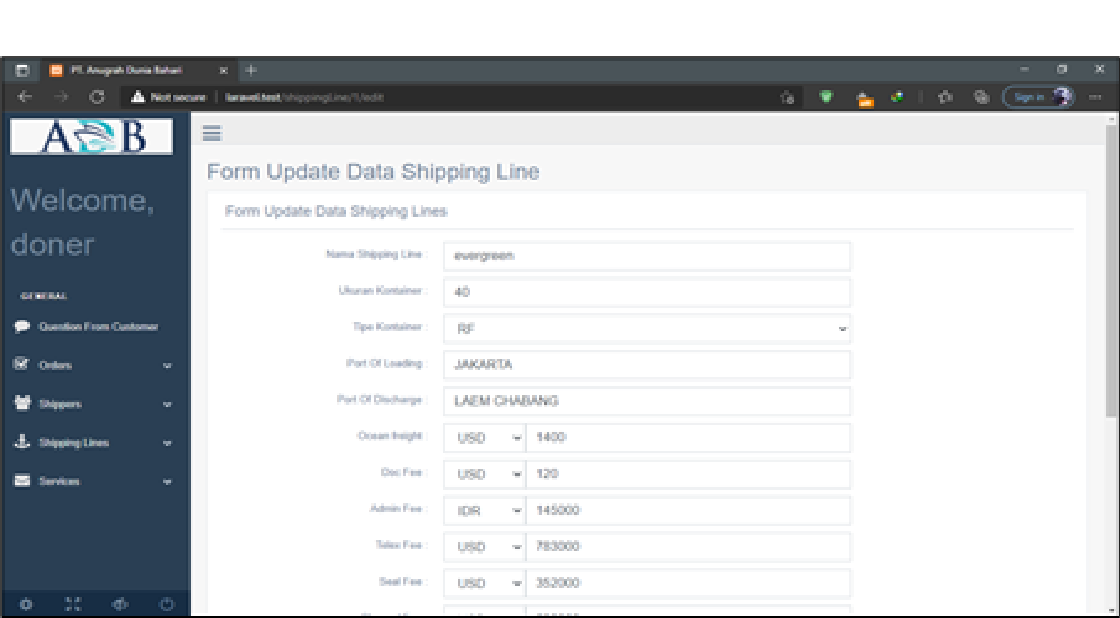 PT. Anugrah Dunia Bahari
Not secure laravel.test/shippingLine/1/edit
Sign in
ADB
Welcome,
doner
GENERAL
Question From Customer
Orders
Shippers
Shipping Lines
Services
Form Update Data Shipping Line
Form Update Data Shipping Lines
Nama Shipping Line : evergreen
Ukuran Kontainer : 40
Tipe Kontainer : RF
Port Of Loading : JAKARTA
Port Of Discharge : LAEM CHABANG
Ocean freight : USD 1400
Doc Fee : USD 120
Admin Fee : IDR 145000
Telex Fee : USD 783000
Seal Fee : USD 352000